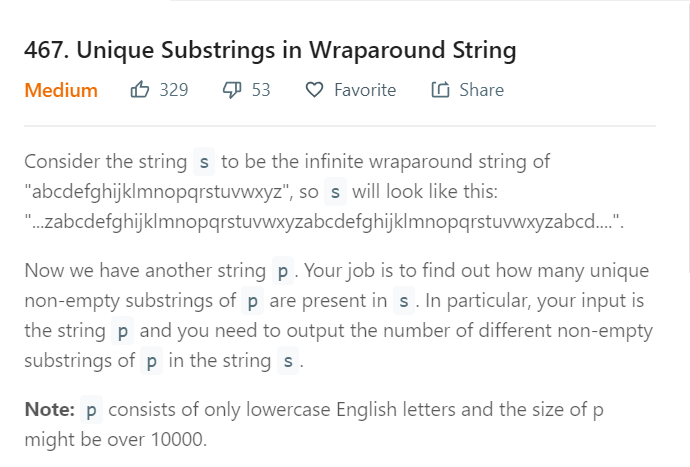 467. Unique Substrings in Wraparound String
Medium 329 53 Favorite Share
Consider the string s to be the infinite wraparound string of
"abcdefghijklmnopqrstuvwxyz", so s will look like this:
"...zabcdefghijklmnopqrstuvwxyzabcdefghijklmnopqrstuvwxyzabcd....".
Now we have another string p . Your job is to find out how many unique
non-empty substrings of p are present in s . In particular, your input is
the string p and you need to output the number of different non-empty
substrings of p in the string s .
Note: p consists of only lowercase English letters and the size of p
might be over 10000.